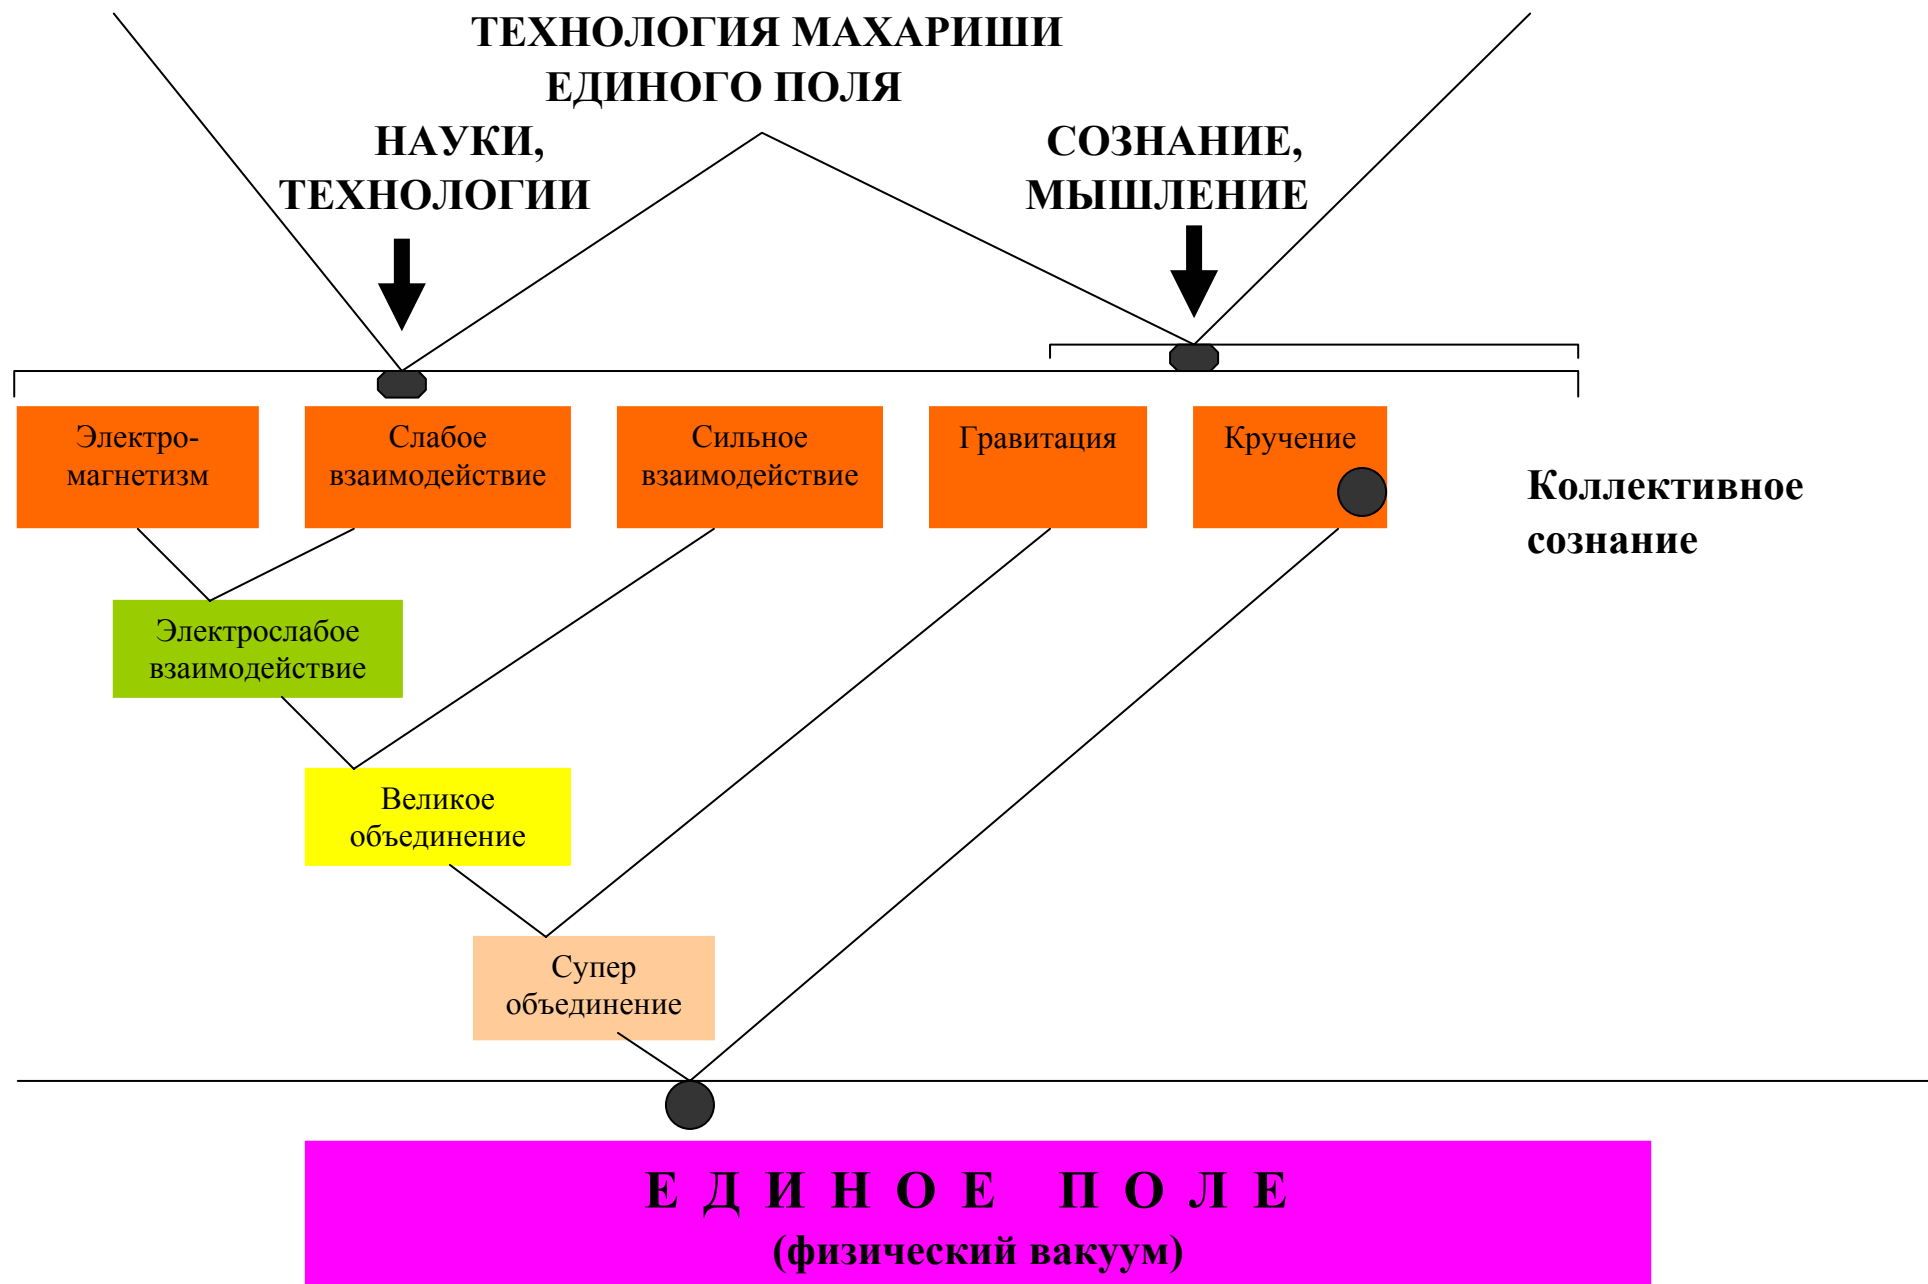 ТЕХНОЛОГИЯ МАХАРИШИ
ЕДИНОГО ПОЛЯ
НАУКИ,
ТЕХНОЛОГИИ
СОЗНАНИЕ,
МЫШЛЕНИЕ
Электро-
магнетизм
Слабое
взаимодействие
Сильное
взаимодействие
Гравитация
Кручение
Коллективное
сознание
Электрослабое
взаимодействие
Великое
объединение
Супер
объединение
Е Д И Н О Е П О Л Е
(физический вакуум)